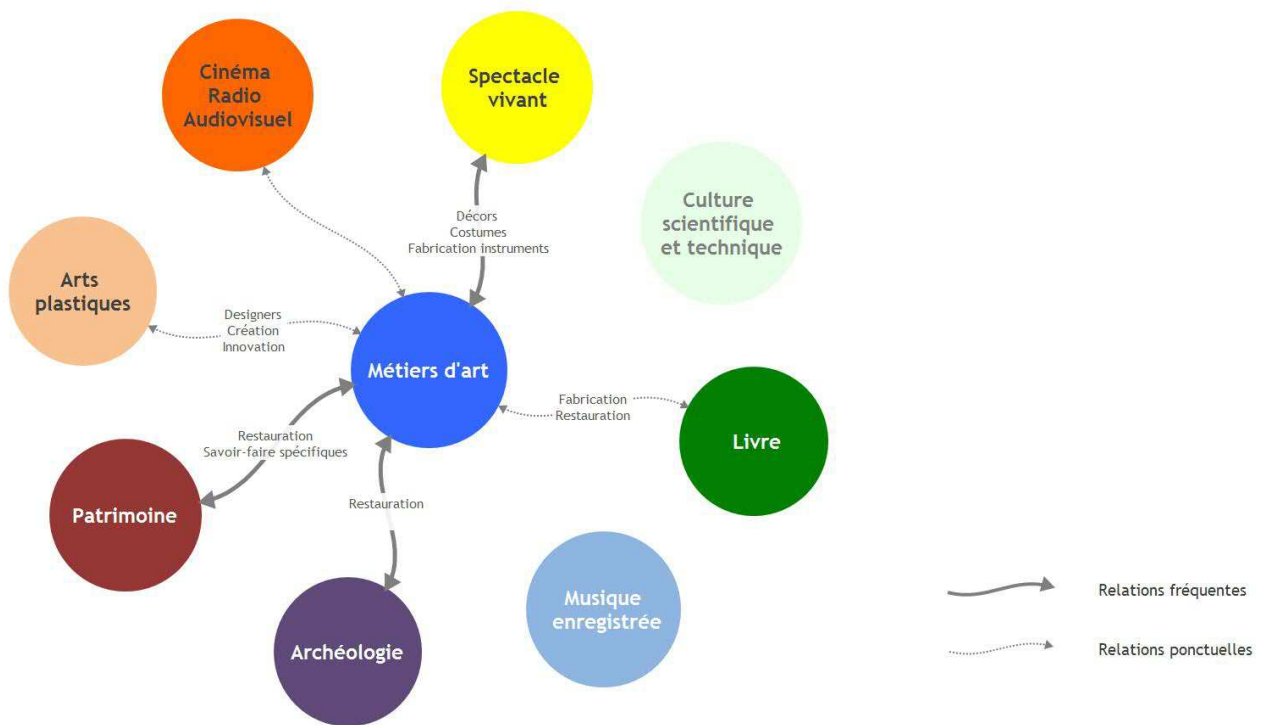 Cinéma
Radio
Audiovisuel
Spectacle
vivant
Culture
scientifique
et technique
Décors
Costumes
Fabrication instruments
Arts
plastiques
Designers
Création
Innovation
Métiers d'art
Fabrication
Restauration
Livre
Restauration
Savoir-faire spécifiques
Patrimoine
Restauration
Musique
enregistrée
Archéologie
Relations fréquentes
Relations ponctuelles